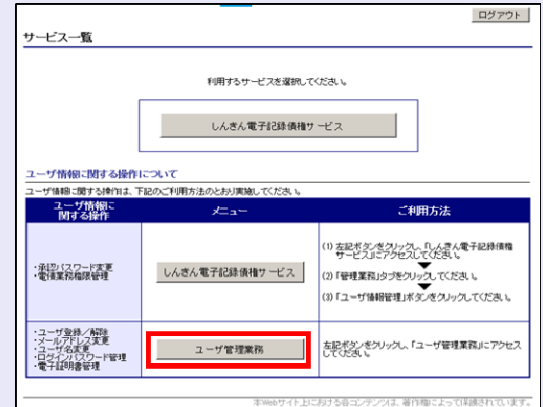 ログアウト
サービス一覧
利用するサービスを選択してください。
しんきん電子記録債権サービス
ユーザ情報に関する操作について
ユーザ情報に関する操作は、下記のご利用方法のとおり実施してください。
ユーザ情報に
関する操作
メニュー
ご利用方法
・承認パスワード変更
・電債業務権限管理
しんきん電子記録債権サービス
(1) 左記ボタンをクリックし、『しんきん電子記録債権
サービス』にアクセスしてください。
(2) 『管理業務』タブをクリックしてください。
(3) 『ユーザ情報管理』ボタンをクリックしてください。
・ユーザ登録／解除
・メールアドレス変更
・ユーザ名変更
・ログインパスワード管理
・電子証明書管理
ユーザ管理業務
左記ボタンをクリックし、「ユーザ管理業務」にアクセス
してください。
本Webサイト上における各コンテンツは、著作権によって保護されています。